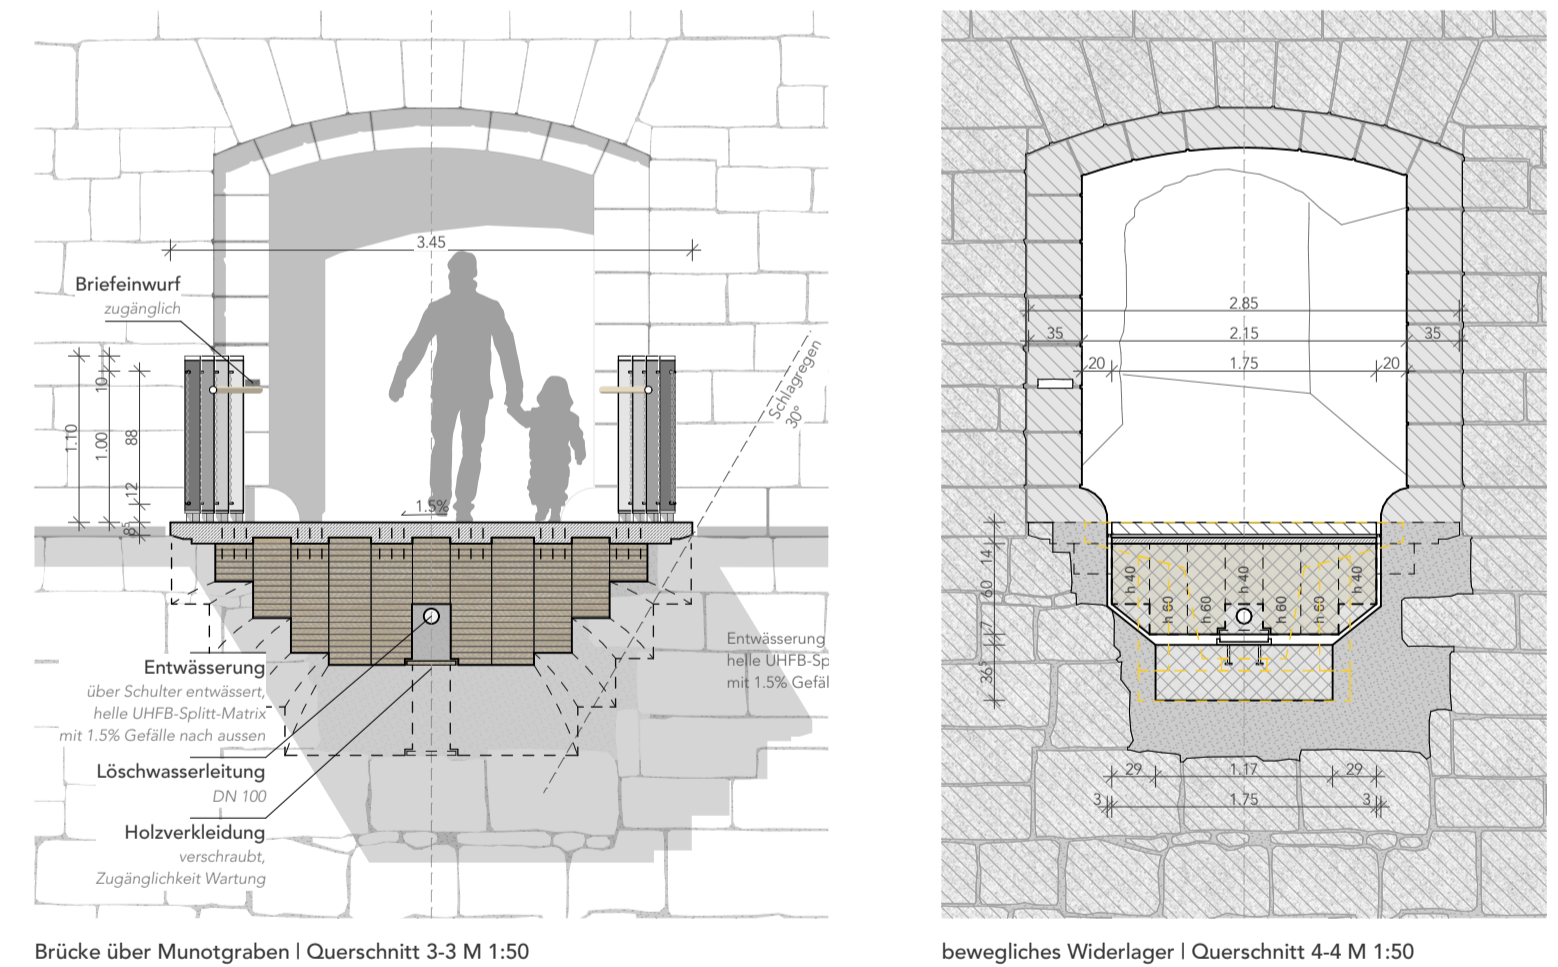 3.45
Briefeinwurf
zugänglich
1.10
1.00
10
88
12
8⁵
1.5%
Schlagregen
30°
Entwässerung
über Schulter entwässert,
helle UHFB-Splitt-Matrix
mit 1.5% Gefälle nach aussen
Löschwasserleitung
DN 100
Holzverkleidung
verschraubt,
Zugänglichkeit Wartung
Entwässerung
helle UHFB-Sp
mit 1.5% Gefäl
Brücke über Munotgraben | Querschnitt 3-3 M 1:50
2.85
35
2.15
35
20
1.75
20
14
60
7
36⁵
h 40
h 60
h 60
h 40
h 60
h 60
h 40
29
1.17
29
3
1.75
3
bewegliches Widerlager | Querschnitt 4-4 M 1:50